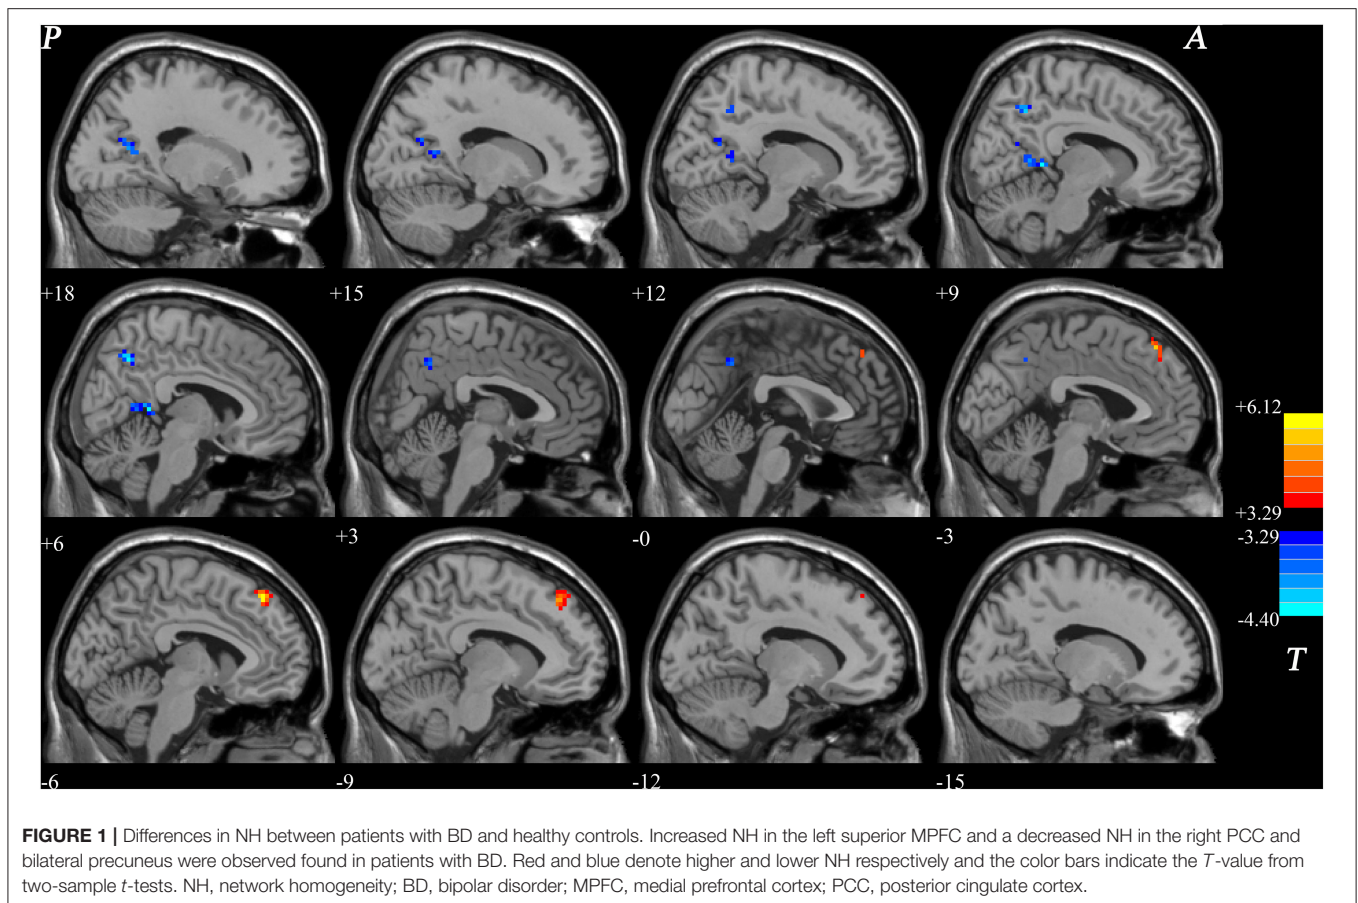 P A
+18 +15 +12 +9
+6.12
+3.29
-3.29
-4.40
T
+6 +3 -0 -3
-6 -9 -12 -15
FIGURE 1 | Differences in NH between patients with BD and healthy controls. Increased NH in the left superior MPFC and a decreased NH in the right PCC and
bilateral precuneus were observed found in patients with BD. Red and blue denote higher and lower NH respectively and the color bars indicate the T-value from
two-sample t-tests. NH, network homogeneity; BD, bipolar disorder; MPFC, medial prefrontal cortex; PCC, posterior cingulate cortex.